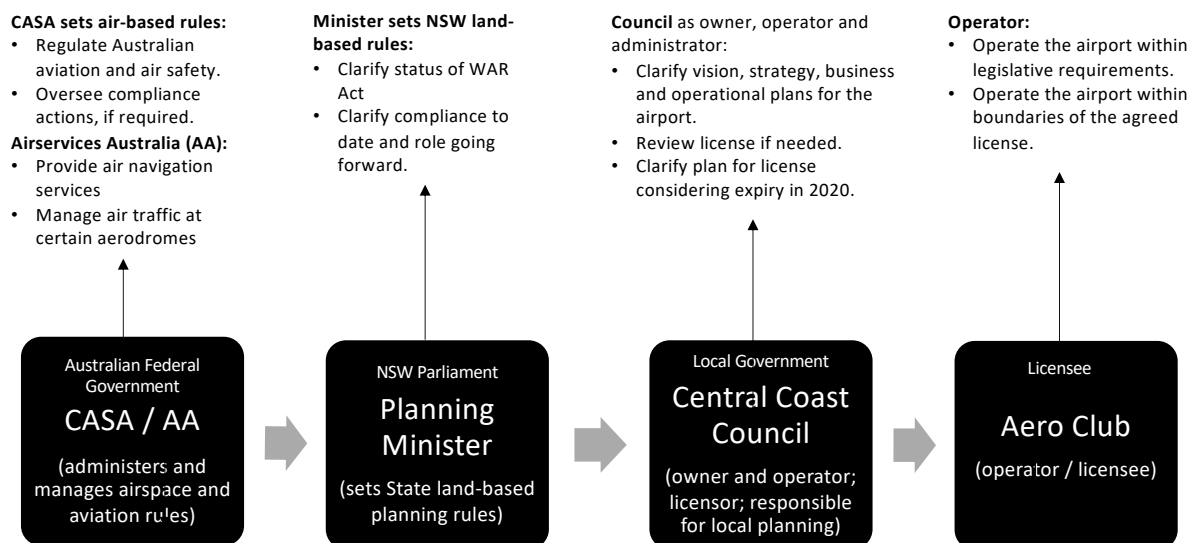 CASA sets air-based rules:
• Regulate Australian
aviation and air safety.
• Oversee compliance
actions, if required.
Airservices Australia (AA):
• Provide air navigation
services
• Manage air traffic at
certain aerodromes
Minister sets NSW land-
based rules:
• Clarify status of WAR
Act
• Clarify compliance to
date and role going
forward.
Council as owner, operator and
administrator:
• Clarify vision, strategy, business
and operational plans for the
airport.
• Review license if needed.
• Clarify plan for license
considering expiry in 2020.
Operator:
• Operate the airport within
legislative requirements.
• Operate the airport within
boundaries of the agreed
license.
Australian Federal
Government
CASA / AA
(administers and
manages airspace and
aviation rules)
NSW Parliament
Planning
Minister
(sets State land-based
planning rules)
Local Government
Central Coast
Council
(owner and operator;
licensor; responsible
for local planning)
Licensee
Aero Club
(operator / licensee)